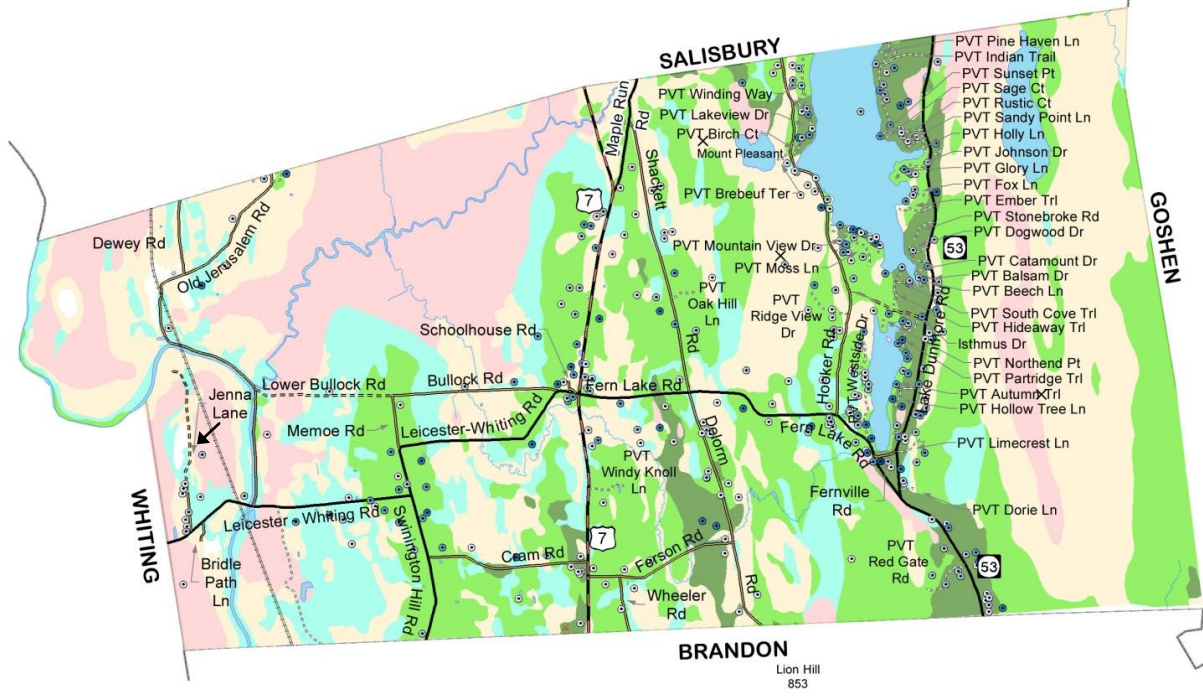 SALISBURY
PVT Pine Haven Ln
PVT Indian Trail
PVT Sunset Pt
PVT Sage Ct
PVT Rustic Ct
PVT Sandy Point Ln
PVT Holly Ln
PVT Johnson Dr
PVT Glory Ln
PVT Fox Ln
PVT Ember Trl
PVT Stonebroke Rd
PVT Dogwood Dr
53
PVT Catamount Dr
PVT Balsam Dr
PVT Beech Ln
PVT South Cove Trl
PVT Hideaway Trl
Isthmus Dr
PVT Northend Pt
PVT Partridge Trl
PVT Autumn Trl
PVT Hollow Tree Ln
PVT Limecrest Ln
PVT Dorie Ln
GOSHEN
PVT Winding Way
PVT Lakeview Dr
PVT Birch Ct
Mount Pleasant
PVT Brebeuf Ter
PVT Mountain View Dr
PVT Moss Ln
PVT
Ridge View
Dr
PVT
Oak Hill
Ln
Maple Run
Shackett
Rd
Rd
7
Dewey Rd
Old Jerusalem Rd
Schoolhouse Rd
Lower Bullock Rd
Bullock Rd
Fern Lake Rd
Hooker Rd
PVT Westside Dr
Lake Dunmore Rd
Jenna
Lane
Memoe Rd
Leicester-Whiting Rd
Delorm
Rd
Fern Lake Rd
PVT
Windy Knoll
Ln
Fernville
Rd
WHITING
Leicester - Whiting Rd
Swinington Hill Rd
Bridle
Path
Ln
Cram Rd
7
Ferson Rd
Wheeler
Rd
PVT
Red Gate
Rd
53
BRANDON
Lion Hill
853